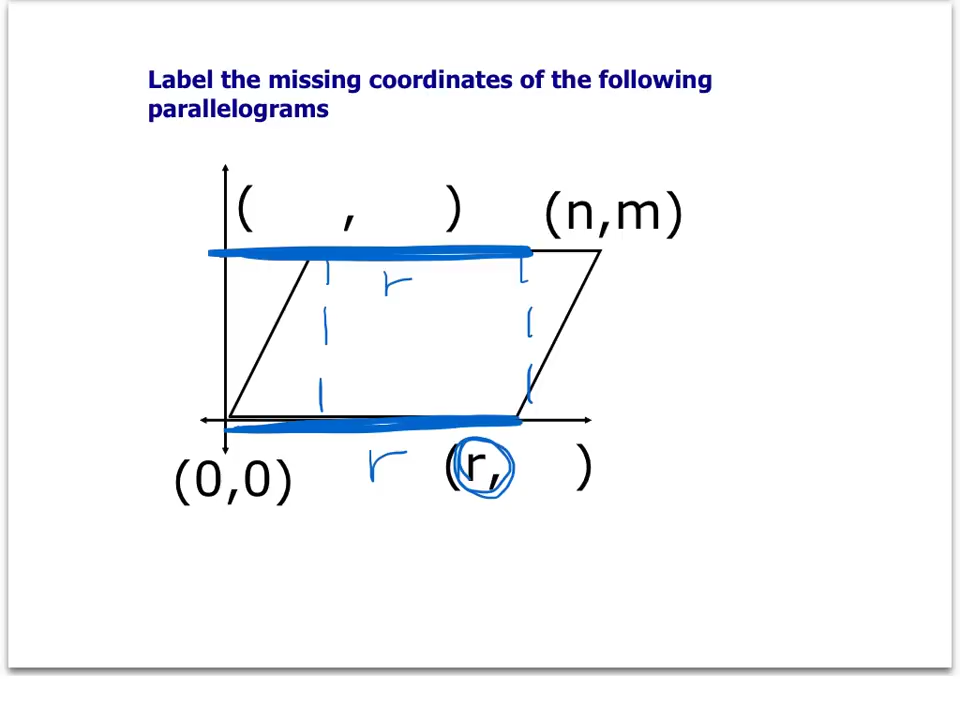 Label the missing coordinates of the following
parallelograms
( , ) (n,m)
r
(0,0) r (r, )